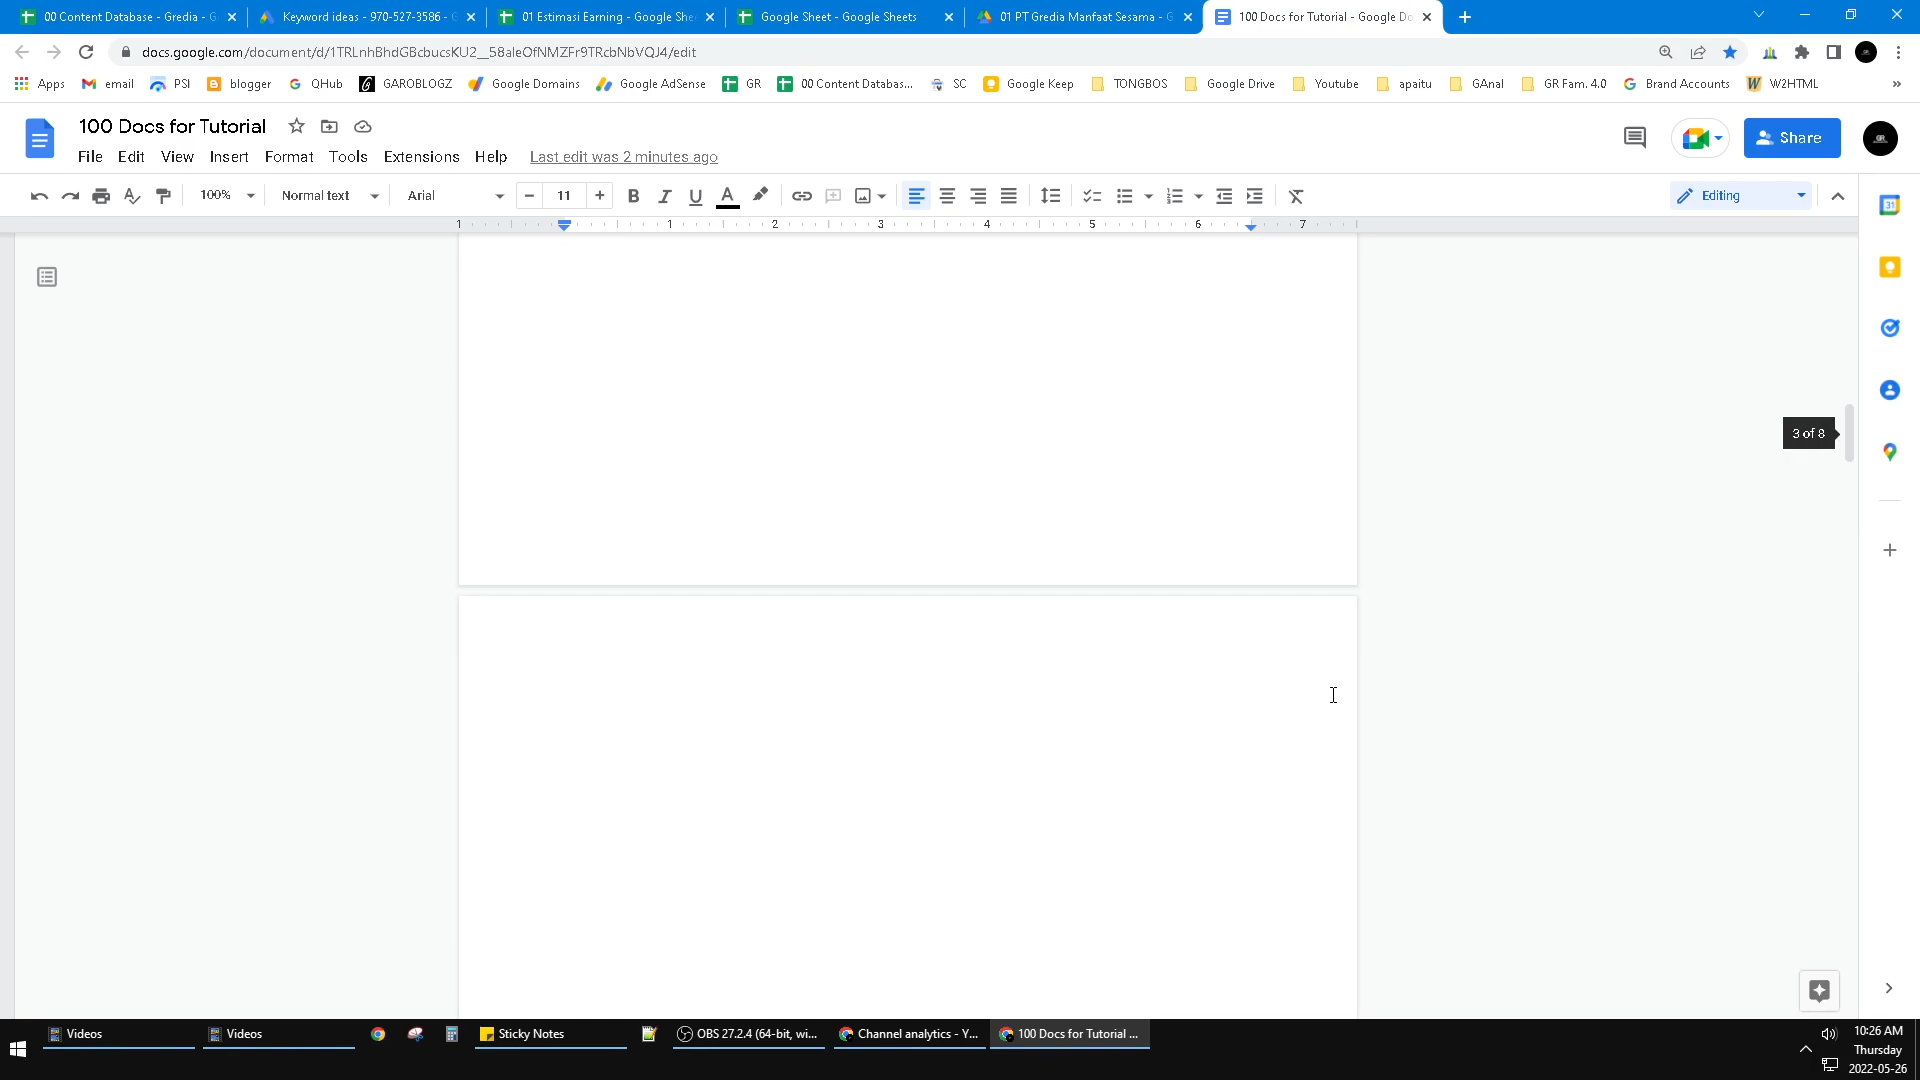 00 Content Database - Gredia - G
Keyword ideas - 970-527-3586 - G
01 Estimasi Earning - Google She
Google Sheet - Google Sheets
01 PT Gredia Manfaat Sesama - G
100 Docs for Tutorial - Google Do
docs.google.com/document/d/1TRLnhBhdGBcbucsKU2__58aleOfNMZFr9TRcbNbVQJ4/edit
Apps
email
PSI
blogger
QHub
GAROBLOGZ
Google Domains
Google AdSense
GR
00 Content Databas...
SC
Google Keep
TONGBOS
Google Drive
Youtube
apaitu
GAnal
GR Fam. 4.0
Brand Accounts
W2HTML
»
100 Docs for Tutorial
Share
File Edit View Insert Format Tools Extensions Help Last edit was 2 minutes ago
100% Normal text Arial 11 B I U A Editing
1 1 2 3 4 5 6 7
31
3 of 8
Videos
Videos
Sticky Notes
OBS 27.2.4 (64-bit, wi...
Channel analytics - Y...
100 Docs for Tutorial ...
10:26 AM
Thursday
2022-05-26